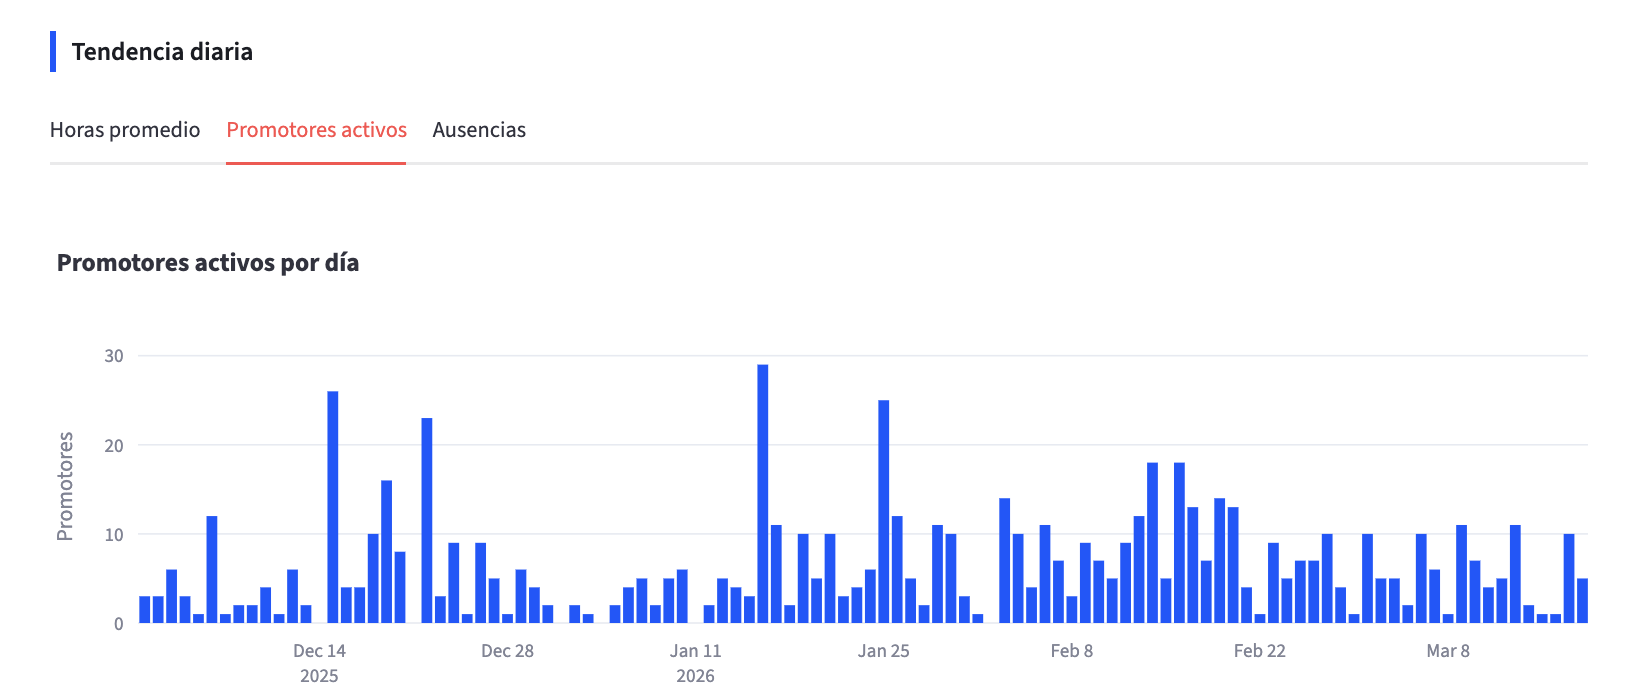 Tendencia diaria
Horas promedio
Promotores activos
Ausencias
Promotores activos por día
Promotores
30
20
10
0
Dec 14
2025
Dec 28
Jan 11
2026
Jan 25
Feb 8
Feb 22
Mar 8